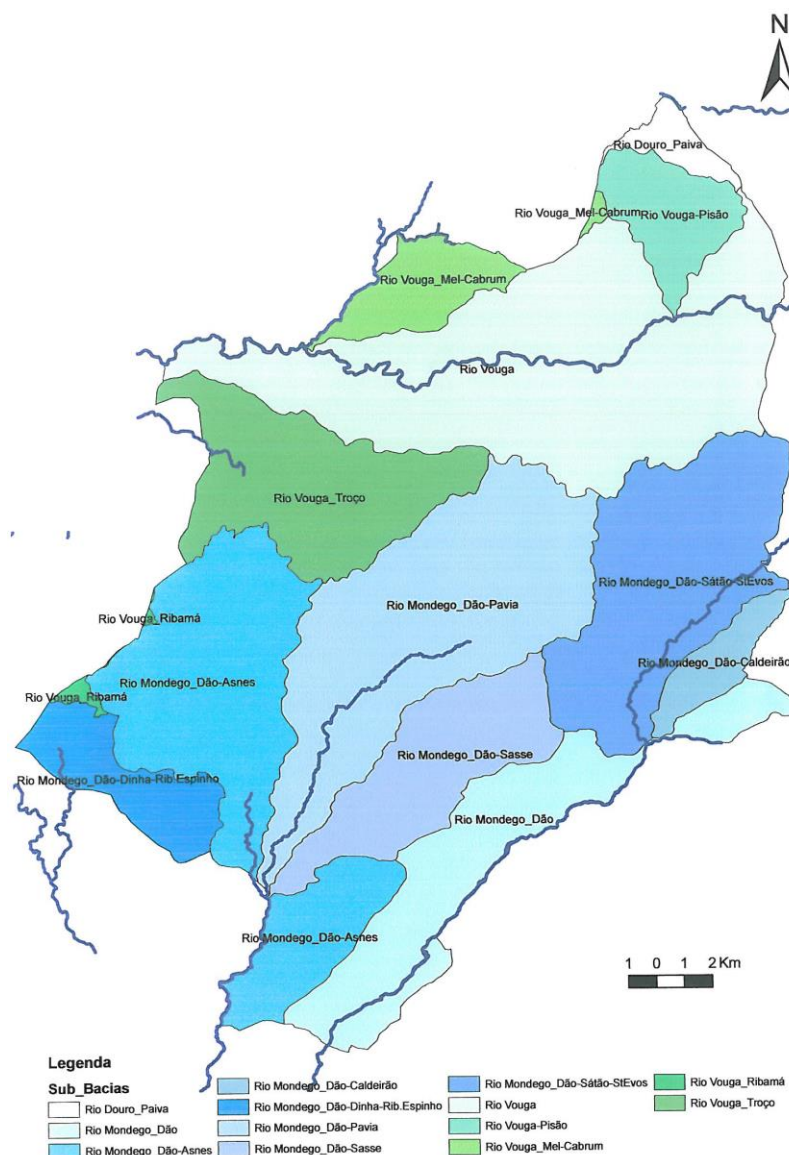 N
Rio Douro_Paiva
Rio Vouga_Mel-Cabrum
Rio Vouga-Pisão
Rio Vouga_Mel-Cabrum
Rio Vouga
Rio Vouga_Troço
Rio Mondego_Dão-Sátão-StEvos
Rio Mondego_Dão-Pavia
Rio Vouga_Ribamá
Rio Mondego_Dão-Caldeirão
Rio Mondego_Dão-Asnes
Rio Vouga_Ribamá
Rio Mondego_Dão-Sasse
Rio Mondego_Dão-Dinha-Rib.Espinho
Rio Mondego_Dão
Rio Mondego_Dão-Asnes
1 0 1 2 Km
Legenda
Sub_Bacias
Rio Douro_Paiva
Rio Mondego_Dão
Rio Mondego_Dão-Asnes
Rio Mondego_Dão-Caldeirão
Rio Mondego_Dão-Dinha-Rib.Espinho
Rio Mondego_Dão-Pavia
Rio Mondego_Dão-Sasse
Rio Mondego_Dão-Sátão-StEvos
Rio Vouga
Rio Vouga-Pisão
Rio Vouga_Mel-Cabrum
Rio Vouga_Ribamá
Rio Vouga_Troço